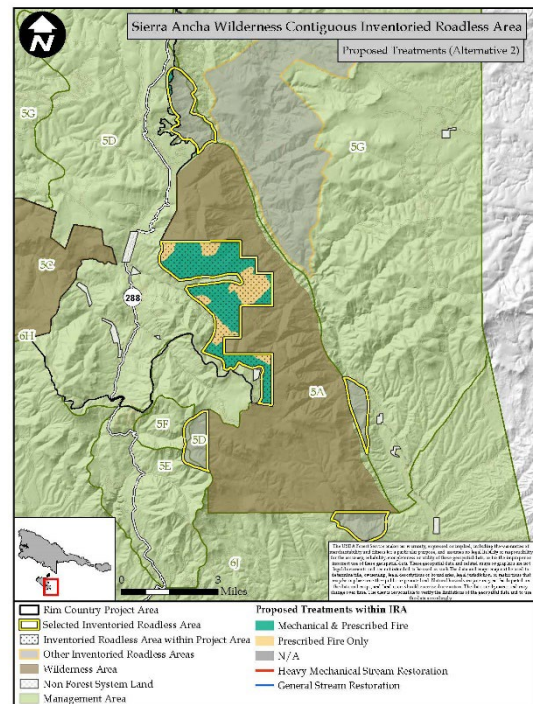 Sierra Ancha Wilderness Contiguous Inventoried Roadless Area
Proposed Treatments (Alternative 2)
N
5G
5D
5G
5G
288
6H
5A
5F
5D
5E
6J
0 3
Miles
Rim Country Project Area
Selected Inventoried Roadless Area
Inventoried Roadless Area within Project Area
Other Inventoried Roadless Areas
Wilderness Area
Non Forest System Land
Management Area
Proposed Treatments within IRA
Mechanical & Prescribed Fire
Prescribed Fire Only
N/A
Heavy Mechanical Stream Restoration
General Stream Restoration